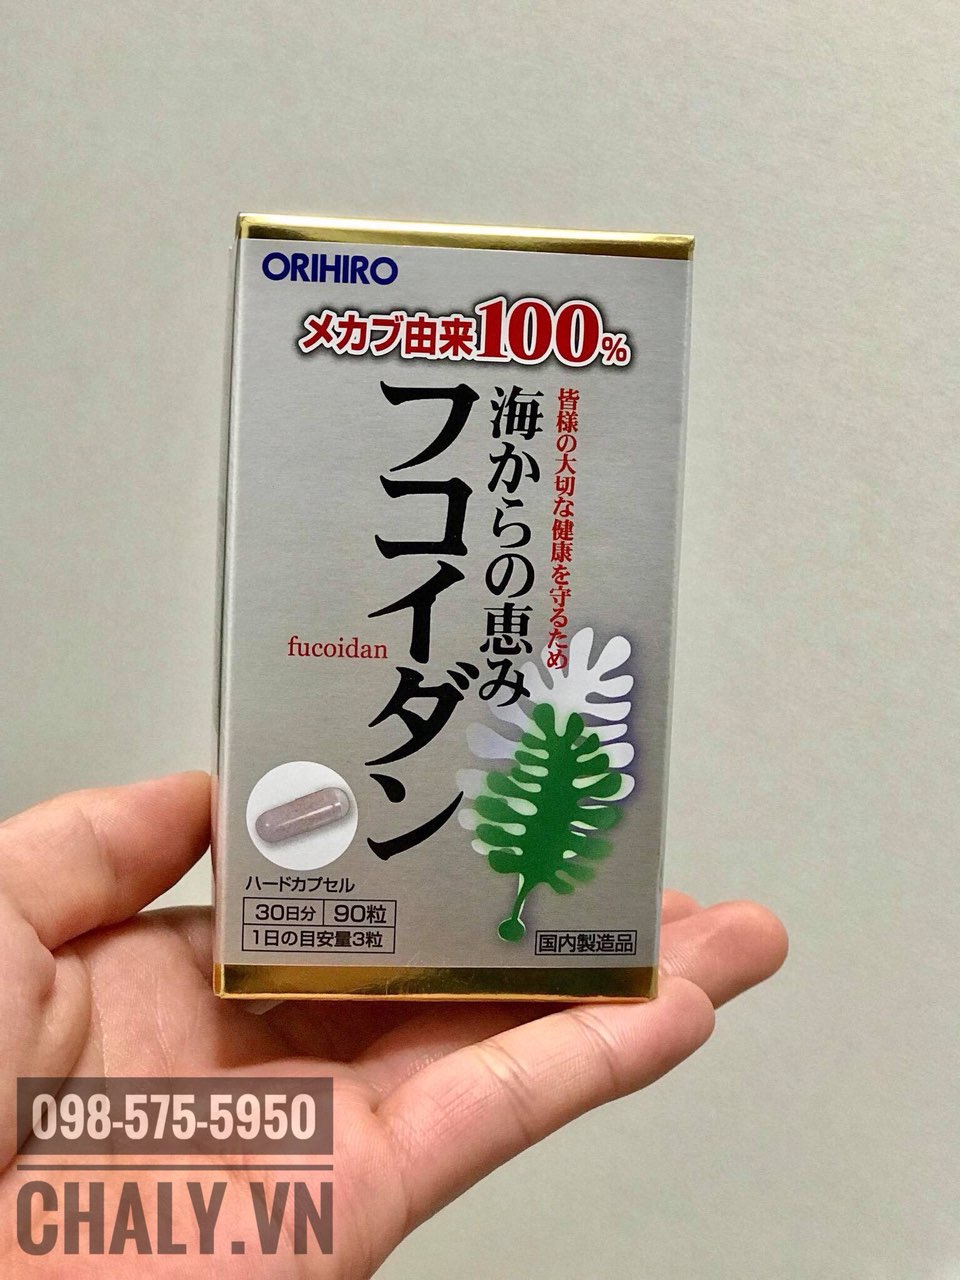 ORIHIRO
メカブ由来100%
皆様の大切な健康を守るため
海からの恵み
フコイダン
fucoidan
ハードカプセル
30日分 90粒
1日の目安量3粒
国内製造品
098-575-5950
CHALY.VN